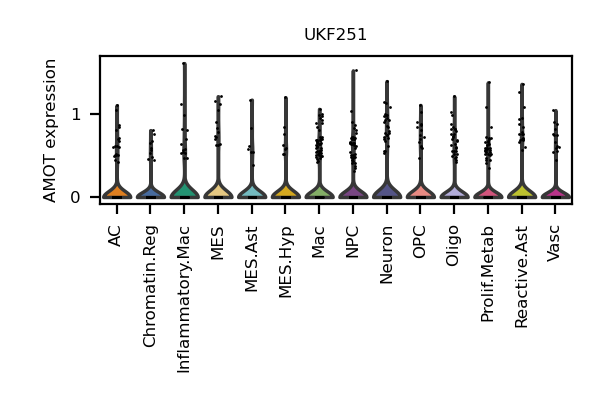 UKF251
AMOT expression
1
0
AC
Chromatin.Reg
Inflammatory.Mac
MES
MES.Ast
MES.Hyp
Mac
NPC
Neuron
OPC
Oligo
Prolif.Metab
Reactive.Ast
Vasc